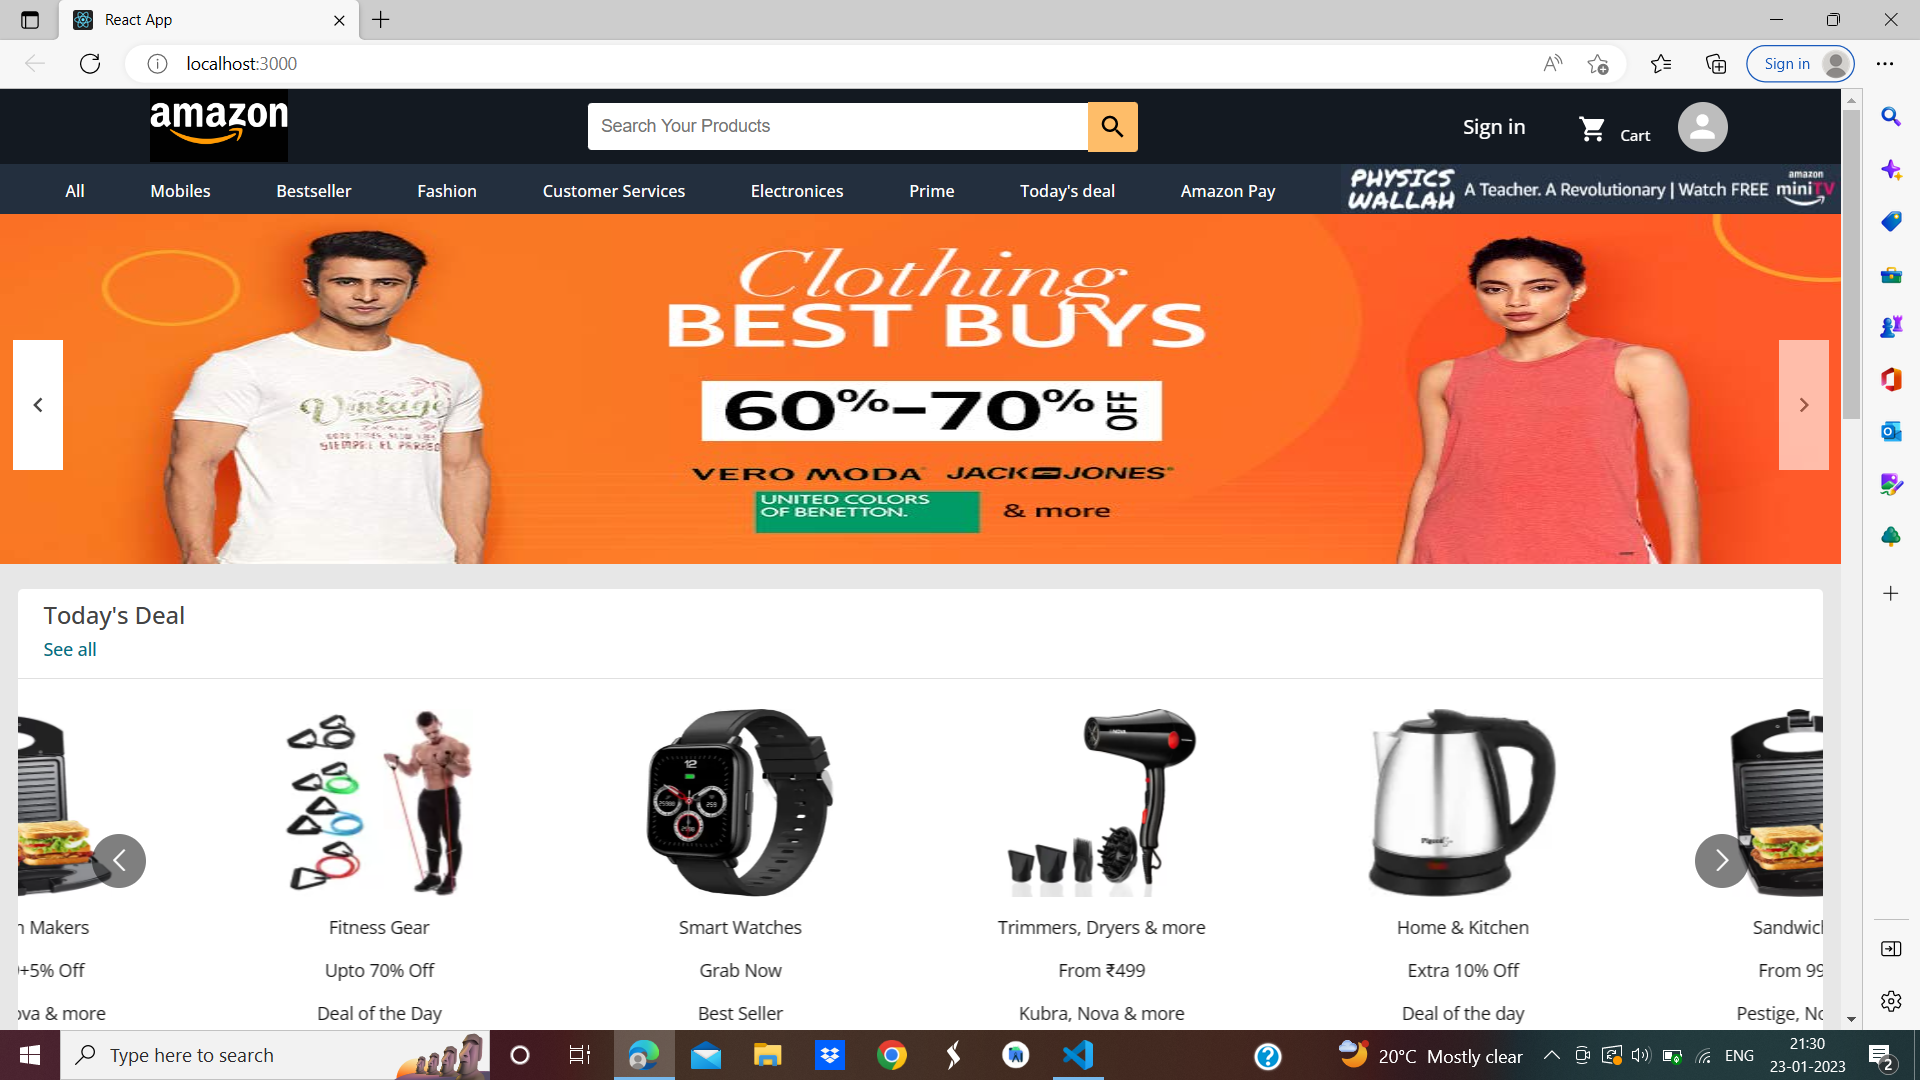 React App
localhost:3000
Sign in
amazon
Search Your Products
Sign in
Cart
All
Mobiles
Bestseller
Fashion
Customer Services
Electronices
Prime
Today's deal
Amazon Pay
PHYSICS WALLAH
A Teacher. A Revolutionary | Watch FREE
amazon
miniTV
Clothing
BEST BUYS
60%-70% OFF
VERO MODA JACK JONES
UNITED COLORS
OF BENETTON.
& more
Vintage
SIEMPRE EL PARAISO
Today's Deal
See all
Makers
Fitness Gear
Smart Watches
Trimmers, Dryers & more
Home & Kitchen
+5% Off
Upto 70% Off
Grab Now
From ₹499
Extra 10% Off
From 99
& more
Deal of the Day
Best Seller
Kubra, Nova & more
Deal of the day
Pestige,
Type here to search
20°C Mostly clear
ENG
21:30
23-01-2023
2